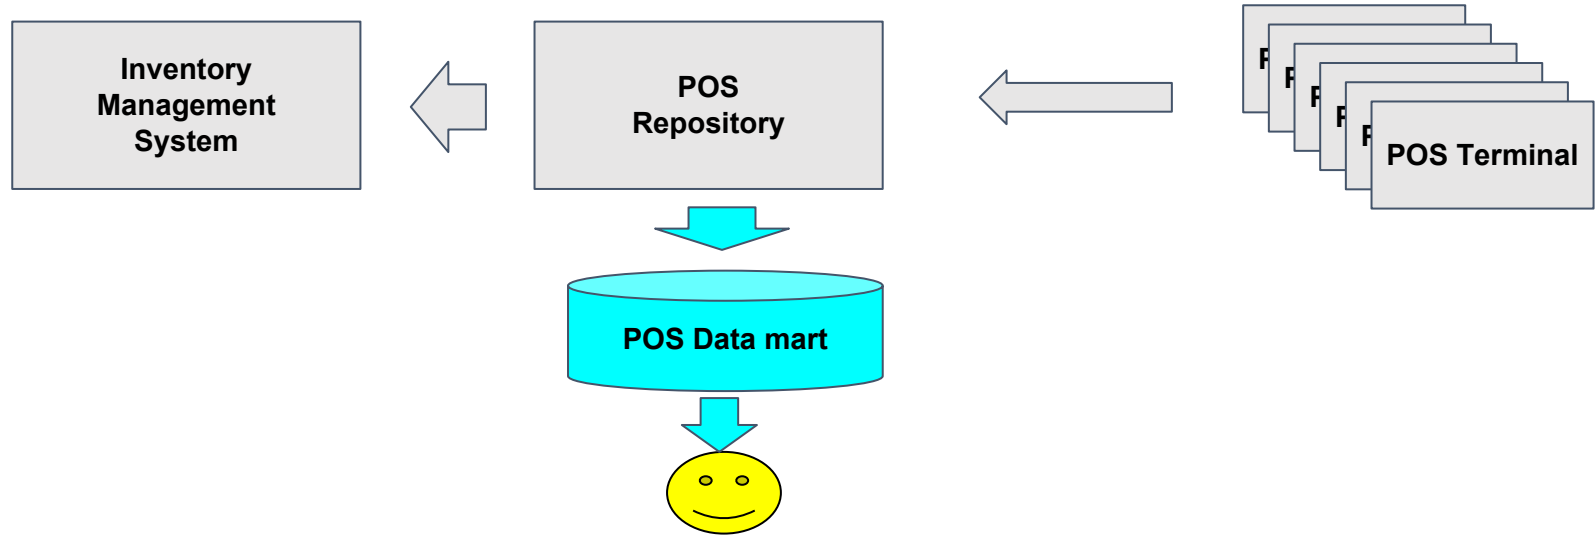 Inventory
Management
System
POS
Repository
POS Terminal
POS Data mart